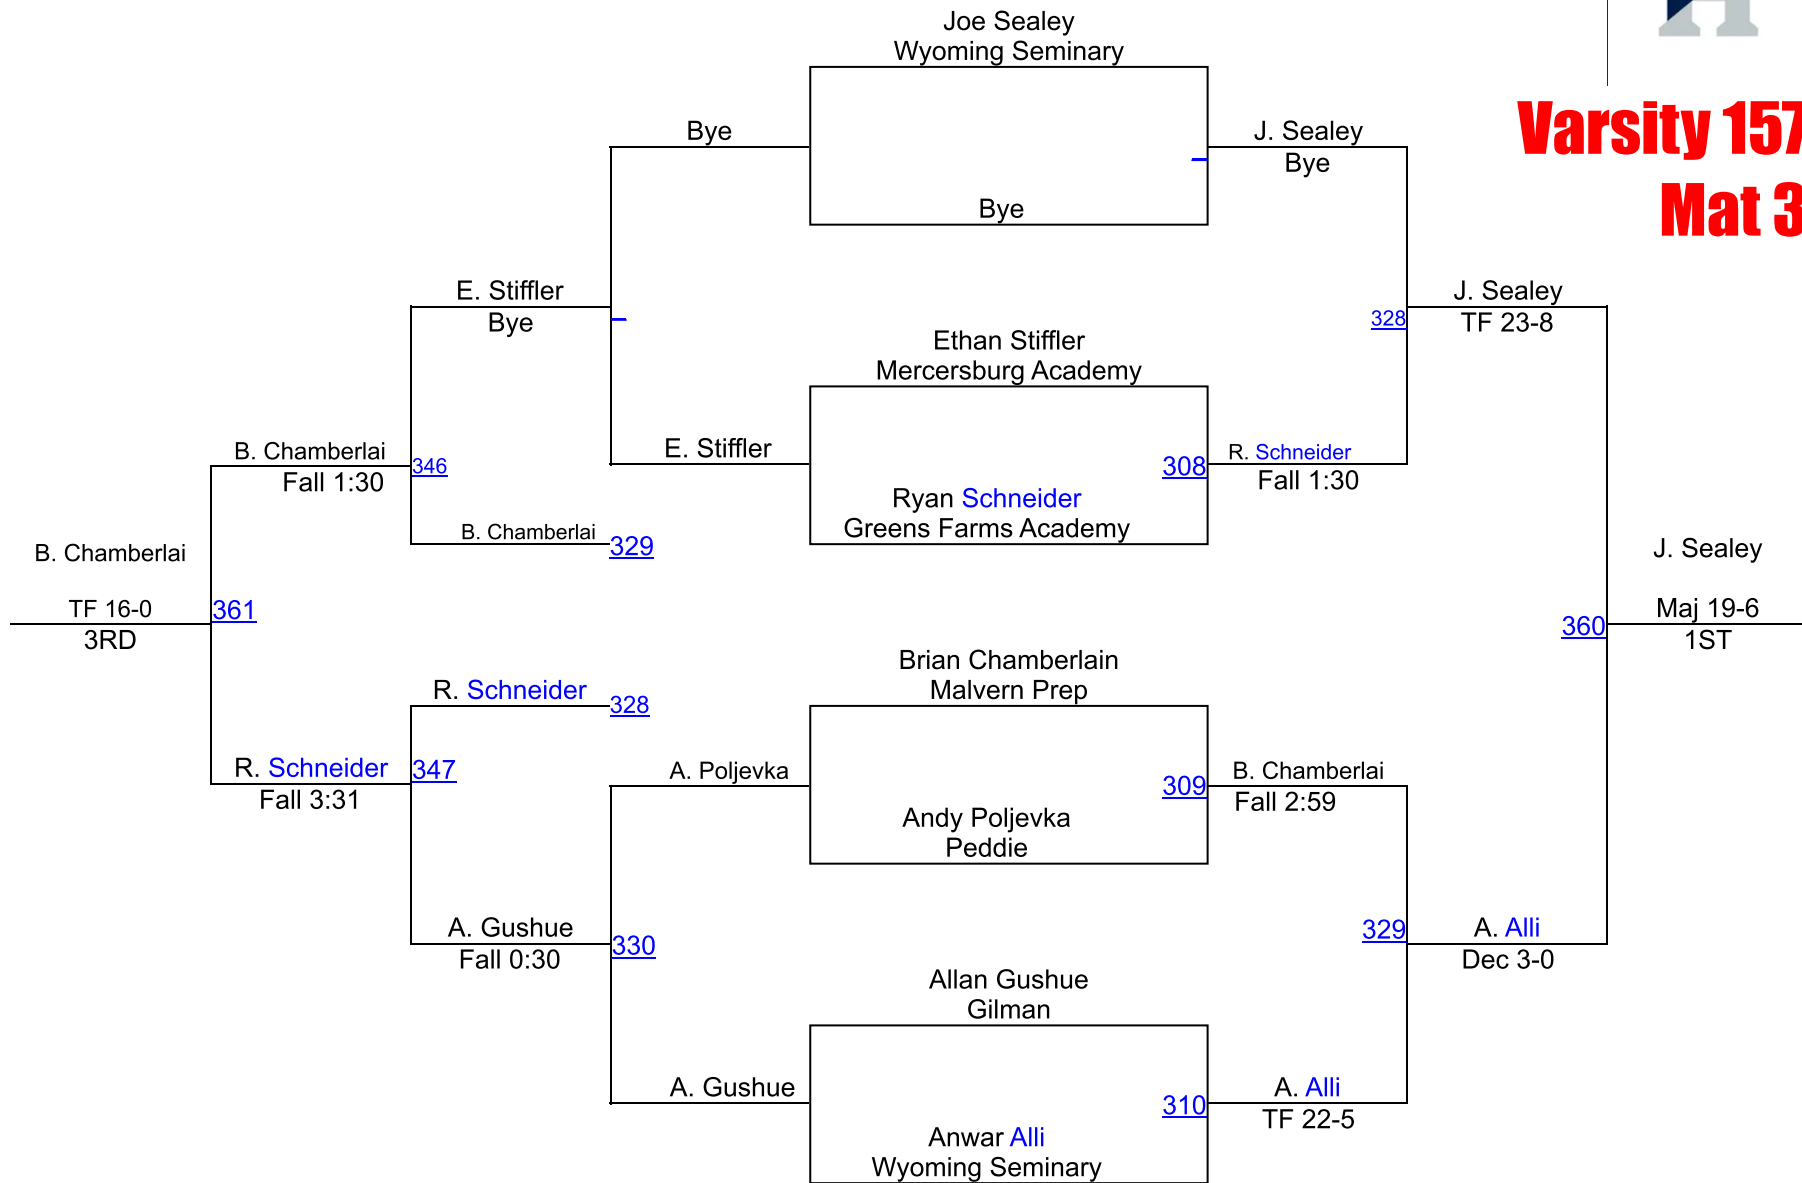 Joe Sealey
Wyoming Seminary
Varsity 157
Bye
J. Sealey
Bye
Mat 3
Bye
E. Stiffler
Bye
J. Sealey
328
TF 23-8
Ethan Stiffler
Mercersburg Academy
B. Chamberlai
346
Fall 1:30
E. Stiffler
308
R. Schneider
Fall 1:30
Ryan Schneider
Greens Farms Academy
B. Chamberlai
329
B. Chamberlai
J. Sealey
TF 16-0
361
3RD
Maj 19-6
360
1ST
Brian Chamberlain
Malvern Prep
R. Schneider
328
R. Schneider
347
Fall 3:31
A. Poljevka
309
B. Chamberlai
Fall 2:59
Andy Poljevka
Peddie
A. Gushue
330
Fall 0:30
329
A. Alli
Dec 3-0
Allan Gushue
Gilman
A. Gushue
310
A. Alli
TF 22-5
Anwar Alli
Wyoming Seminary